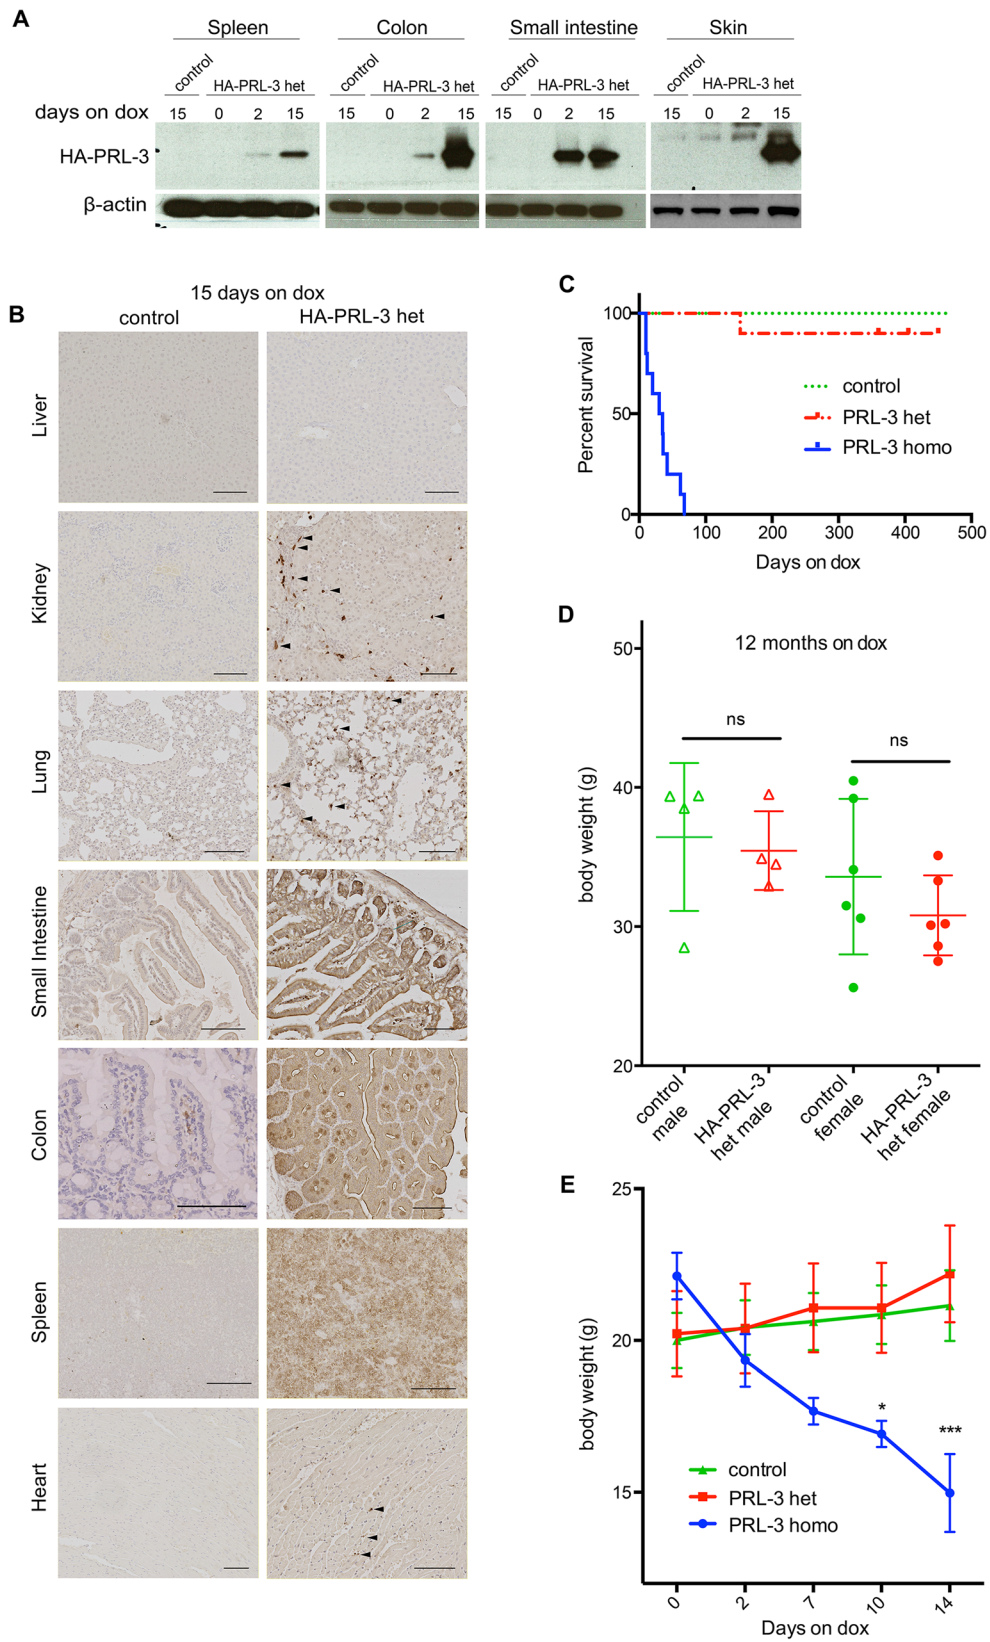 A
Spleen
Colon
Small intestine
Skin
control
HA-PRL-3 het
control
HA-PRL-3 het
control
HA-PRL-3 het
control
HA-PRL-3 het
days on dox
15 0 2 15
15 0 2 15
15 0 2 15
15 0 2 15
HA-PRL-3
β-actin
B
15 days on dox
control
HA-PRL-3 het
Liver
Kidney
Lung
Small Intestine
Colon
Spleen
Heart
C
Percent survival
100
50
0
0 100 200 300 400 500
Days on dox
control
PRL-3 het
PRL-3 homo
D
12 months on dox
body weight (g)
50
40
30
20
ns
ns
control
male
HA-PRL-3
het male
control
female
HA-PRL-3
het female
E
body weight (g)
25
20
15
*
***
control
PRL-3 het
PRL-3 homo
0 2 7 10 14
Days on dox